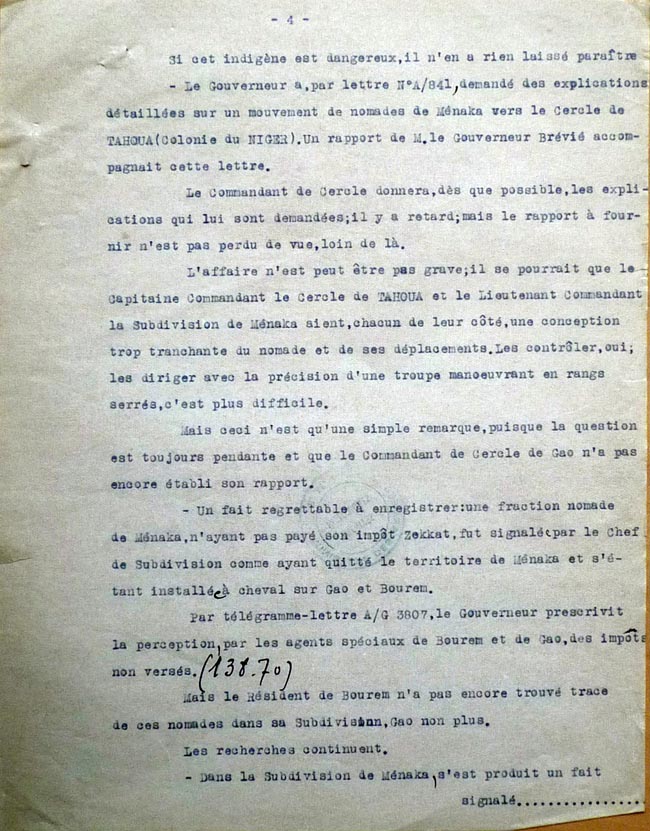 - 4 -
Si cet indigène est dangereux,il n'en a rien laissé paraître
- Le Gouverneur a,par lettre N°A/841,demandé des explications
détaillées sur un mouvement de nomades de Ménaka vers le Cercle de
TAHOUA(Colonie du NIGER).Un rapport de M.le Gouverneur Brévié accom-
pagnait cette lettre.
Le Commandant de Cercle donnera,dès que possible,les expli-
cations qui lui sont demandées;il y a retard;mais le rapport à four-
nir n'est pas perdu de vue,loin de là.
L'affaire n'est peut être pas grave;il se pourrait que le
Capitaine Commandant le Cercle de TAHOUA et le Lieutenant Commandant
la Subdivision de Ménaka aient,chacun de leur côté,une conception
trop tranchante du nomade et de ses déplacements.Les contrôler,oui;
les diriger avec la précision d'une troupe manoeuvrant en rangs
serrés,c'est plus difficile.
Mais ceci n'est qu'une simple remarque,puisque la question
est toujours pendante et que le Commandant de Cercle de Gao n'a pas
encore établi son rapport.
- Un fait regrettable à enregistrer:une fraction nomade
de Ménaka,n'ayant pas payé son impôt Zekkat,fut signalée par le Chef
de Subdivision comme ayant quitté le territoire de Ménaka et s'é-
tant installée à cheval sur Gao et Bourem.
Par télégramme-lettre A/G 3807,le Gouverneur prescrivit
la perception,par les agents spéciaux de Bourem et de Gao,des impôts
non versés.(138.70)
Mais le Résident de Bourem n'a pas encore trouvé trace
de ces nomades dans sa Subdivision,Gao non plus.
Les recherches continuent.
- Dans la Subdivision de Ménaka,s'est produit un fait
signalé.................